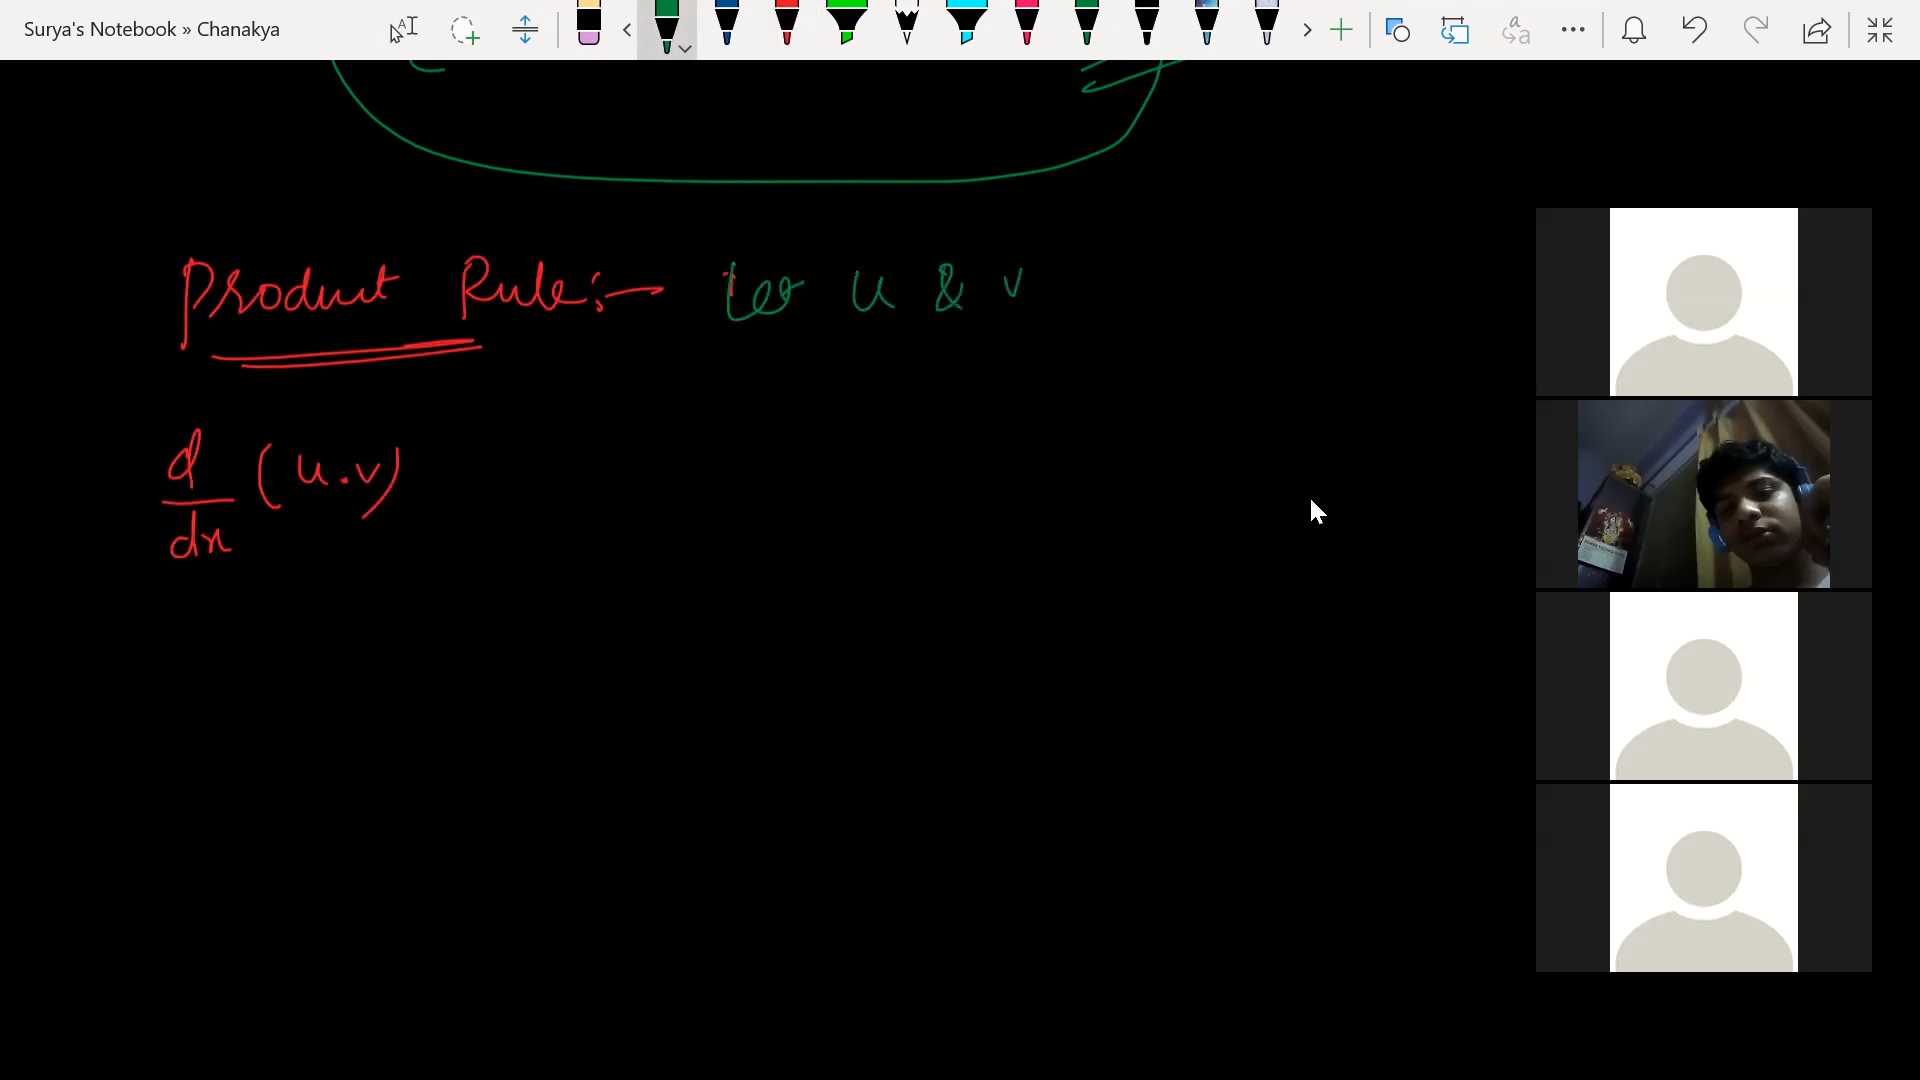 Surya's Notebook » Chanakya
Product Rule:- Let u & v
d/dx (u.v)